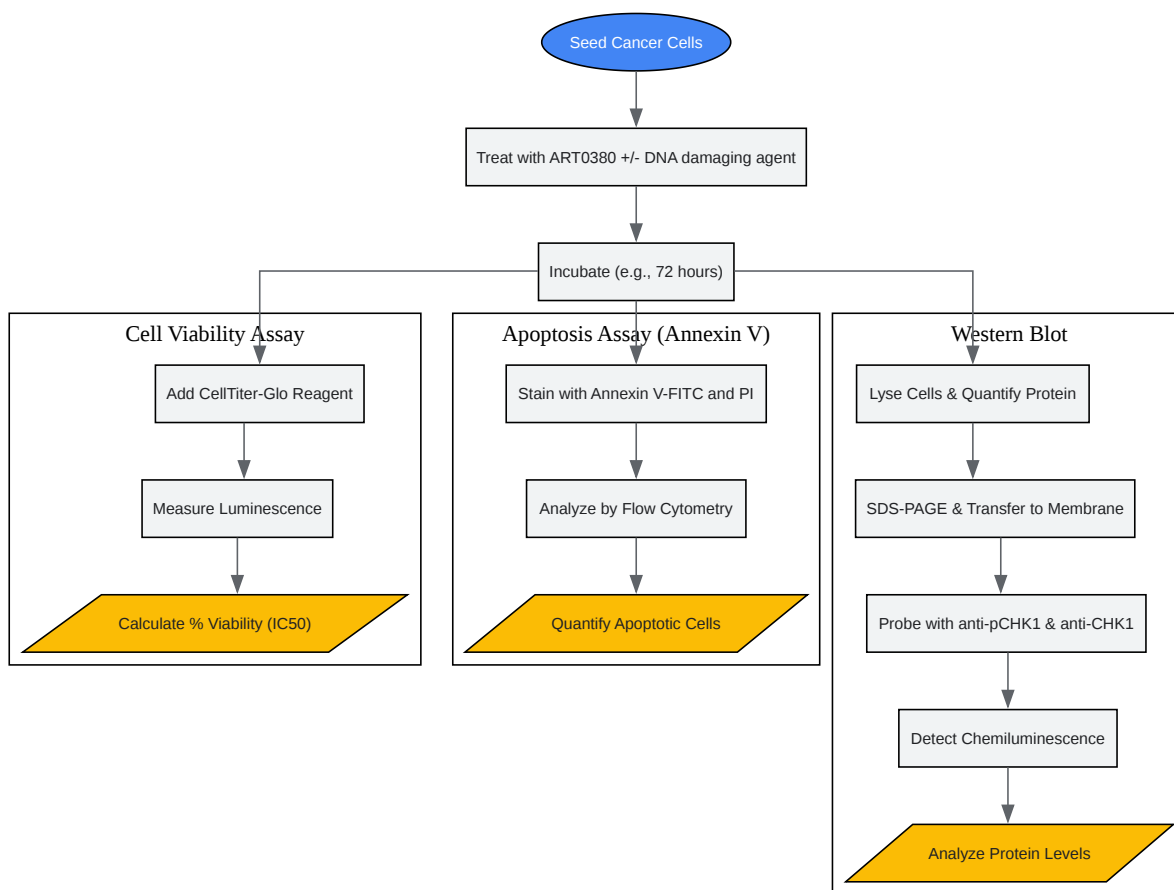 Seed Cancer Cells
Treat with ART0380 +/- DNA damaging agent
Incubate (e.g., 72 hours)
Cell Viability Assay
Add CellTiter-Glo Reagent
Measure Luminescence
Calculate % Viability (IC50)
Apoptosis Assay (Annexin V)
Stain with Annexin V-FITC and PI
Analyze by Flow Cytometry
Quantify Apoptotic Cells
Western Blot
Lyse Cells & Quantify Protein
SDS-PAGE & Transfer to Membrane
Probe with anti-pCHK1 & anti-CHK1
Detect Chemiluminescence
Analyze Protein Levels